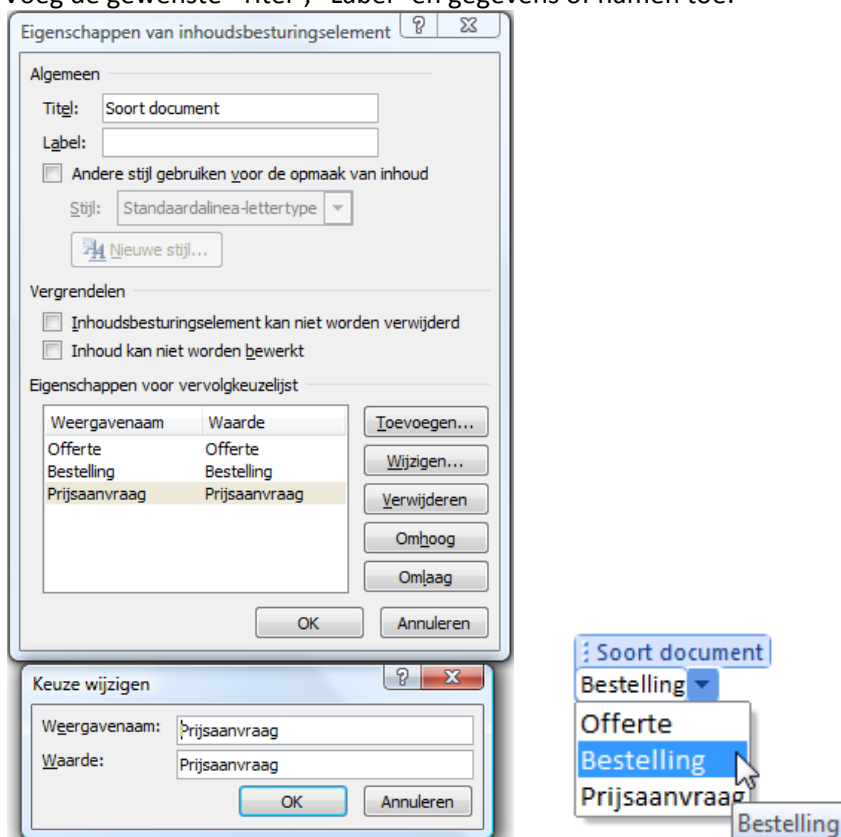 Voeg de gewenste "Titel", "Label" en gegevens of namen toe.
Eigenschappen van inhoudsbesturingselement
Algemeen
Titel: Soort document
Label:
Andere stijl gebruiken voor de opmaak van inhoud
Stijl: Standaardalinea-lettertype
Nieuwe stijl...
Vergrendelen
Inhoudsbesturingselement kan niet worden verwijderd
Inhoud kan niet worden bewerkt
Eigenschappen voor vervolgkeuzelijst
Weergavenaam Waarde
Offerte Offerte
Bestelling Bestelling
Prijsaanvraag Prijsaanvraag
Toevoegen...
Wijzigen...
Verwijderen
Omhoog
Omlaag
OK Annuleren
Keuze wijzigen
Weergavenaam: Prijsaanvraag
Waarde: Prijsaanvraag
OK Annuleren
Soort document
Bestelling
Offerte
Bestelling
Prijsaanvraag
Bestelling